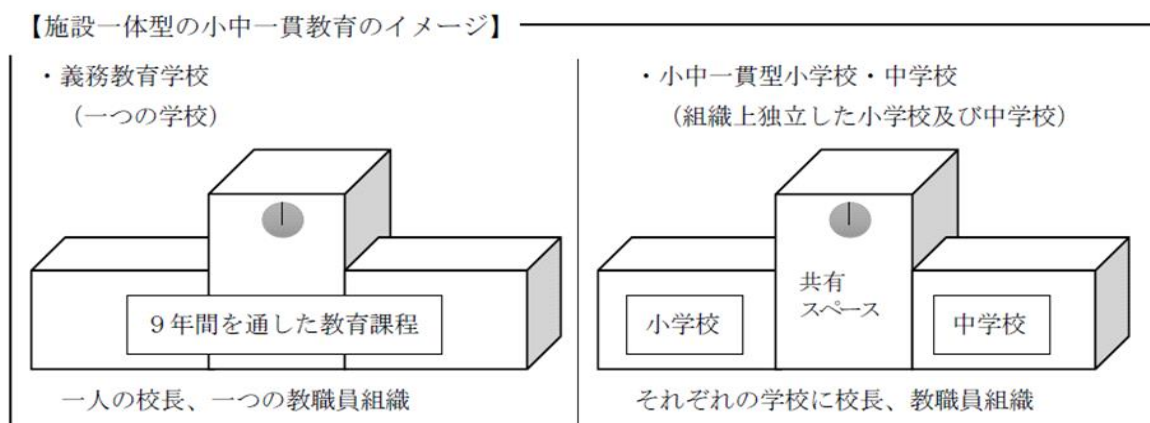 【施設一体型の小中一貫教育のイメージ】
・義務教育学校
(一つの学校)
９年間を通した教育課程
一人の校長、一つの教職員組織
・小中一貫型小学校・中学校
(組織上独立した小学校及び中学校)
共有
スペース
小学校
中学校
それぞれの学校に校長、教職員組織